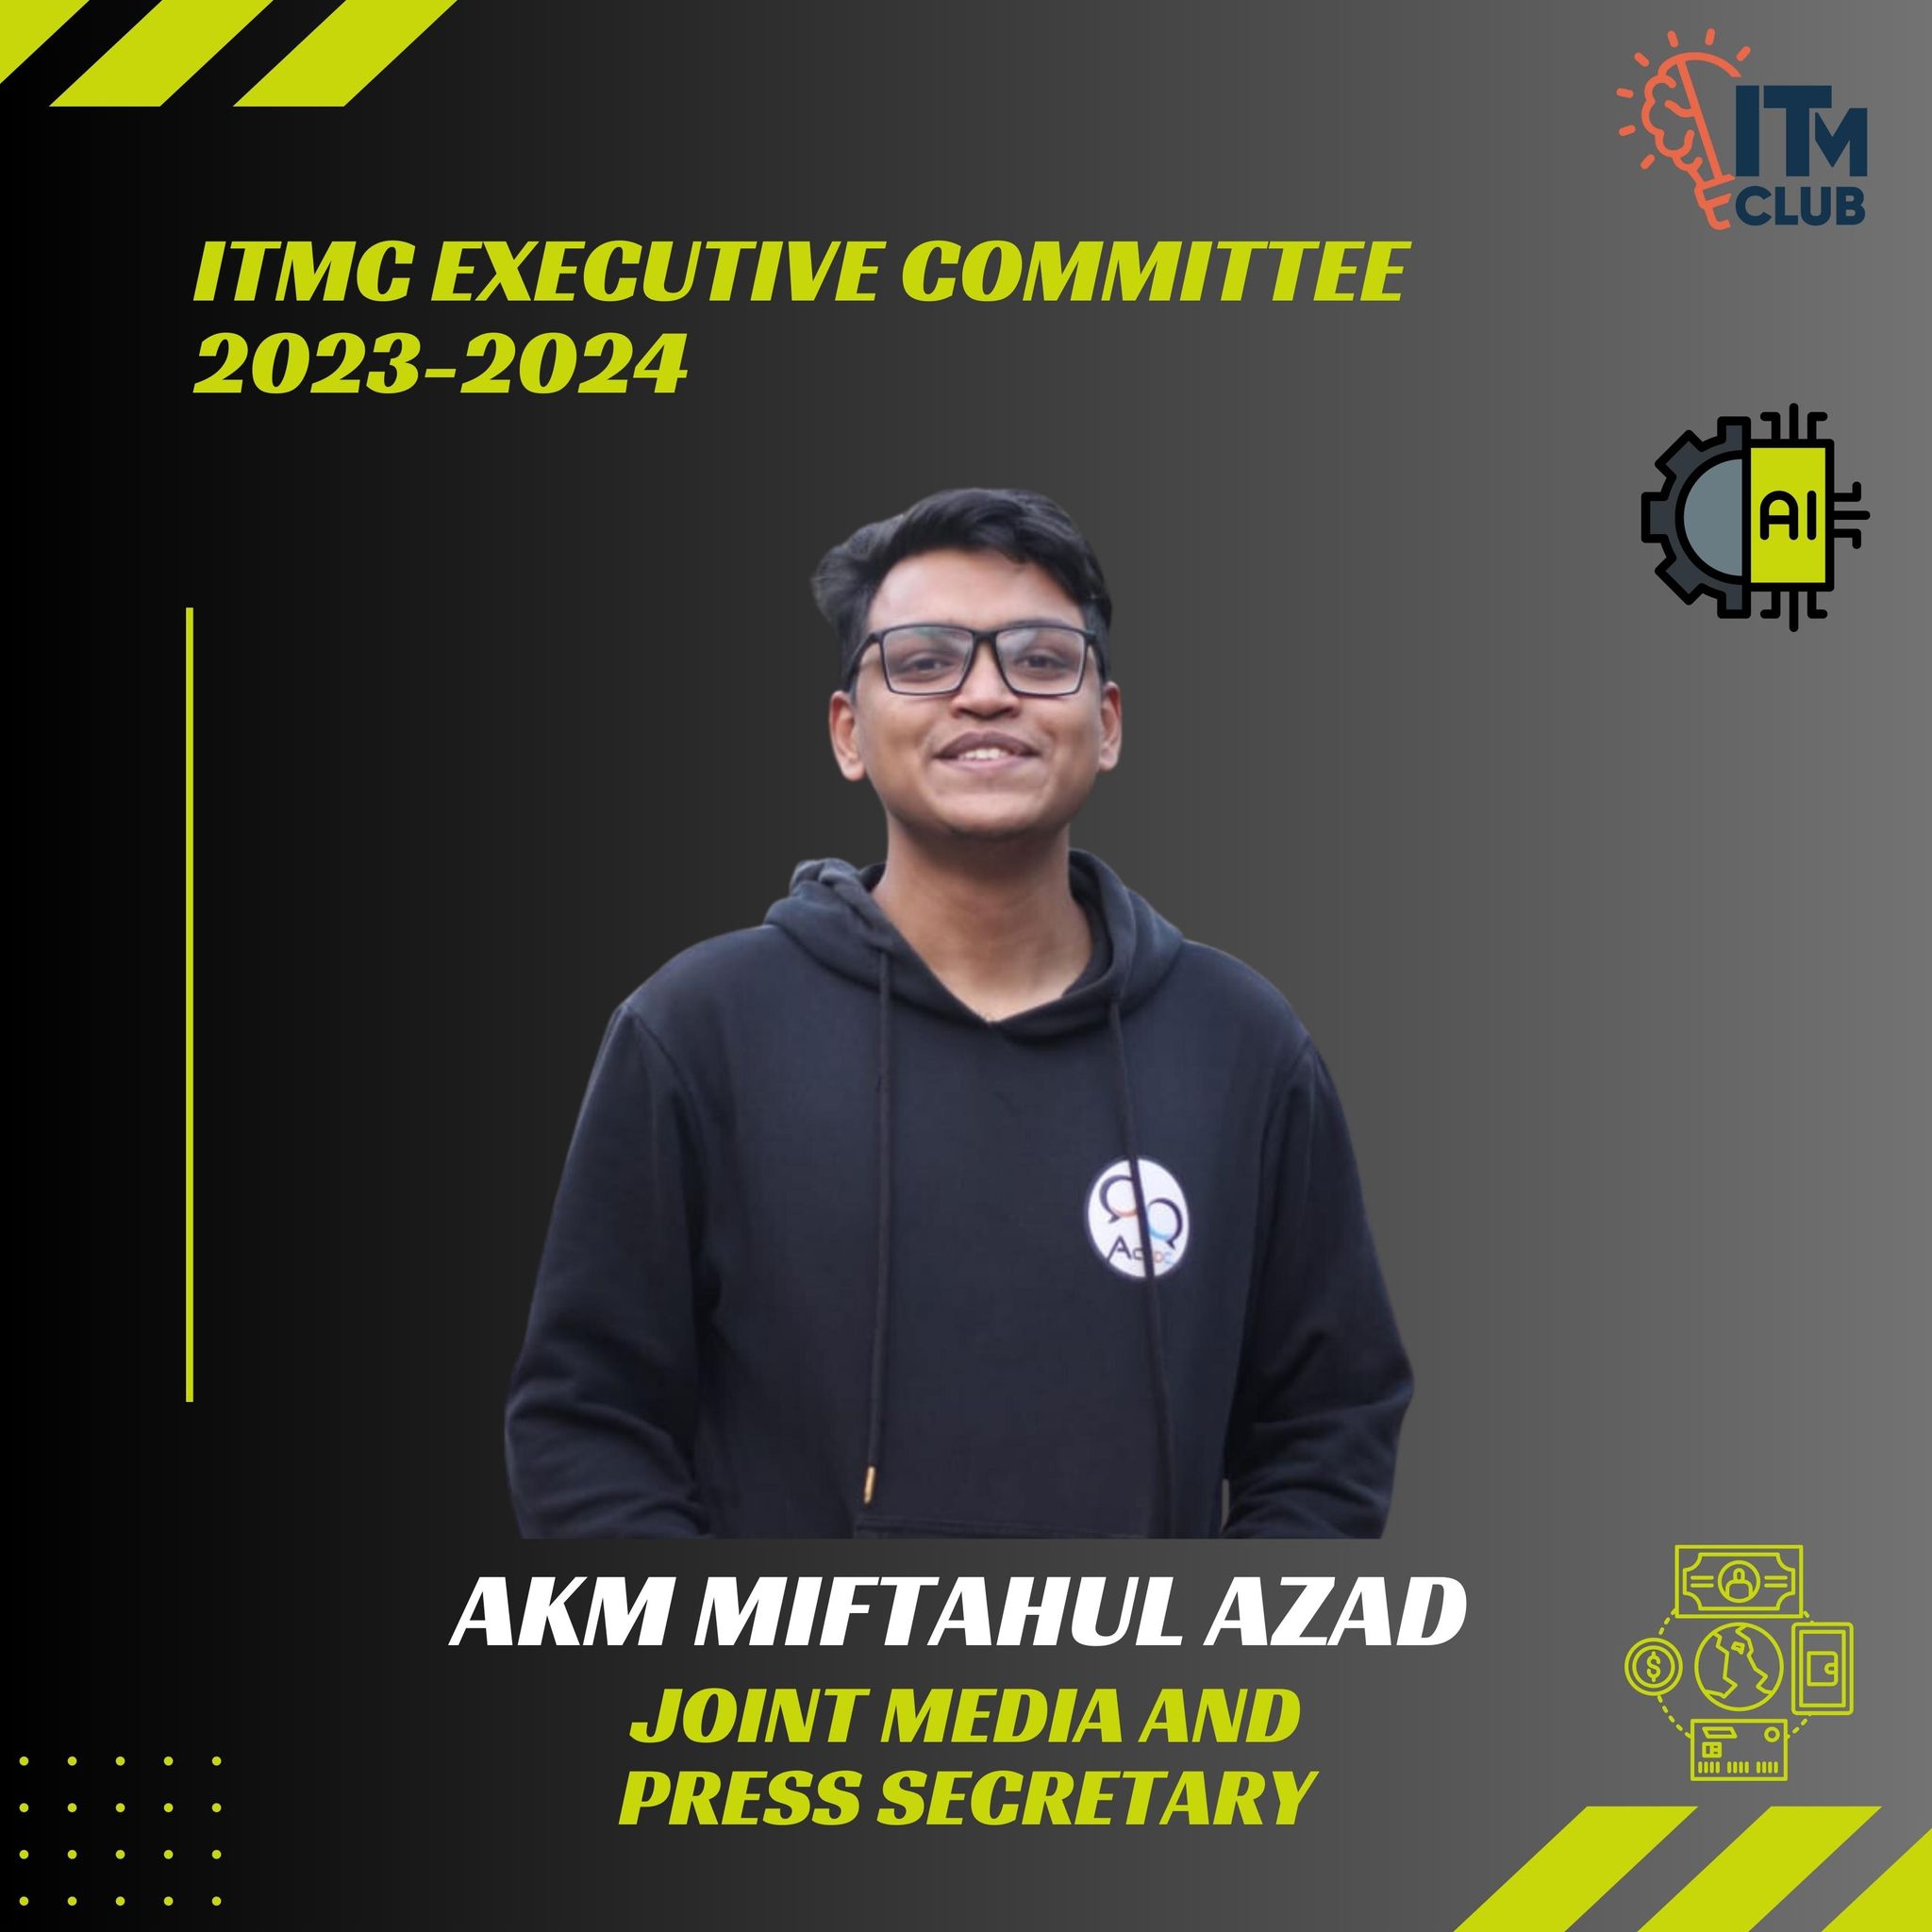 ITM
CLUB
ITMC EXECUTIVE COMMITTEE
2023-2024
AI
AKM MIFTAHUL AZAD
JOINT MEDIA AND
PRESS SECRETARY